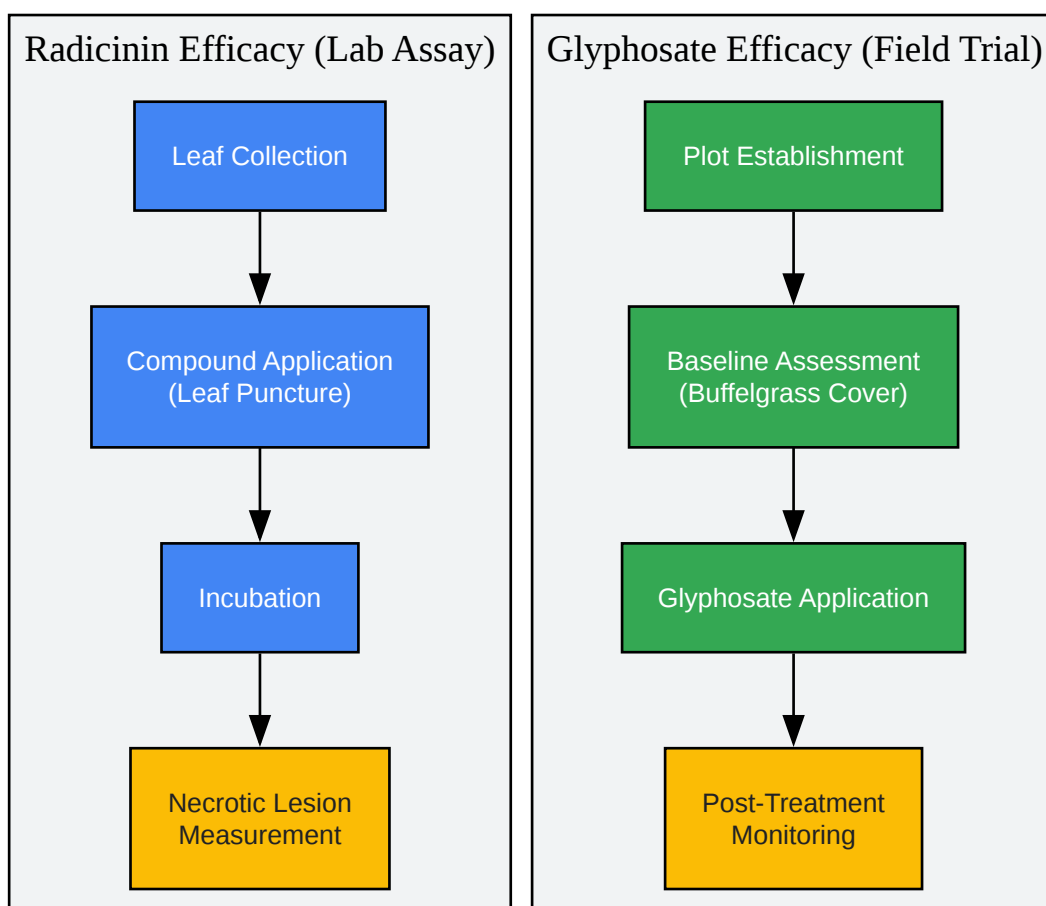 Radicinin Efficacy (Lab Assay)
Leaf Collection
Compound Application
(Leaf Puncture)
Incubation
Necrotic Lesion
Measurement
Glyphosate Efficacy (Field Trial)
Plot Establishment
Baseline Assessment
(Buffelgrass Cover)
Glyphosate Application
Post-Treatment
Monitoring